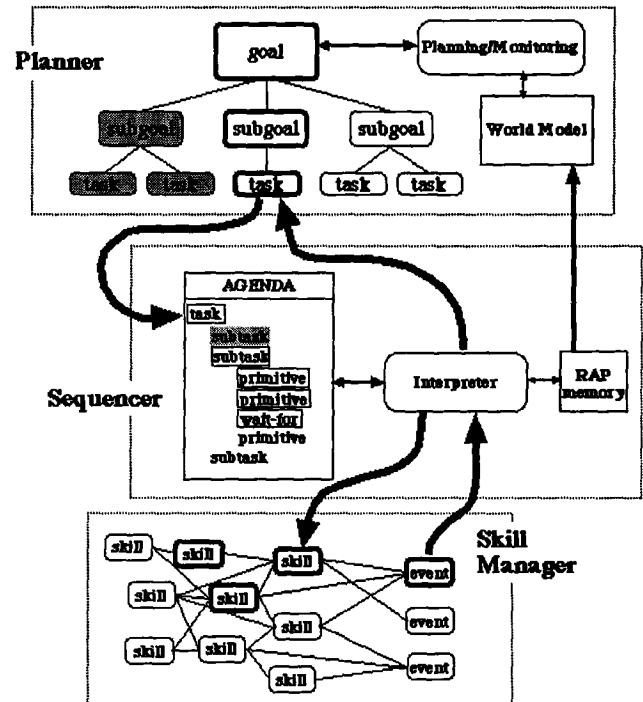 Planner
goal
Planning/Monitoring
subgoal
subgoal
subgoal
World Model
task
task
task
task
task
Sequencer
AGENDA
task
subtask
subtask
primitive
primitive
wait-for
primitive
subtask
Interpreter
RAP
memory
Skill
Manager
skill
skill
skill
event
skill
skill
skill
event
skill
skill
skill
event